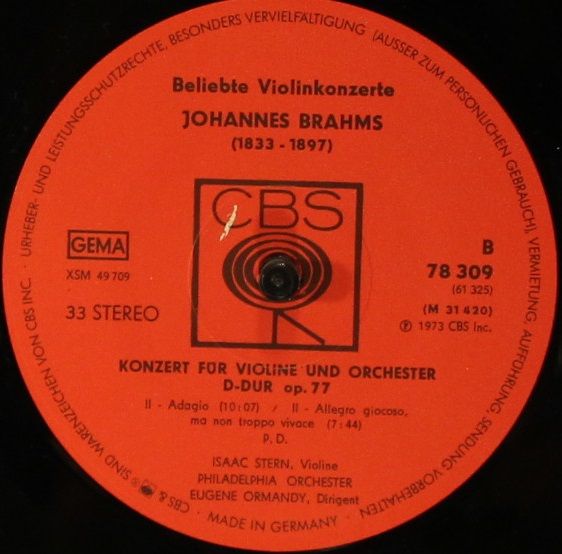 URHEBER- UND LEISTUNGSSCHUTZRECHTE, BESONDERS VERVIELFÄLTIGUNG (AUSSER ZUM PERSÖNLICHEN GEBRAUCH), VERMIETUNG, AUFFÜHRUNG, SENDUNG VORBEHALTEN
Beliebte Violinkonzerte
JOHANNES BRAHMS
(1833 - 1897)
CBS
GEMA
XSM 49 709
33 STEREO
B
78 309
(61 325)
(M 31 420)
Ⓟ 1973 CBS Inc.
KONZERT FÜR VIOLINE UND ORCHESTER
D-DUR op. 77
II - Adagio (10:07) / II - Allegro giocoso,
ma non troppo vivace (7:44)
P. D.
ISAAC STERN, Violine
PHILADELPHIA ORCHESTER
EUGENE ORMANDY, Dirigent
CBS & ® SIND WARENZEICHEN VON CBS INC. · MADE IN GERMANY ·